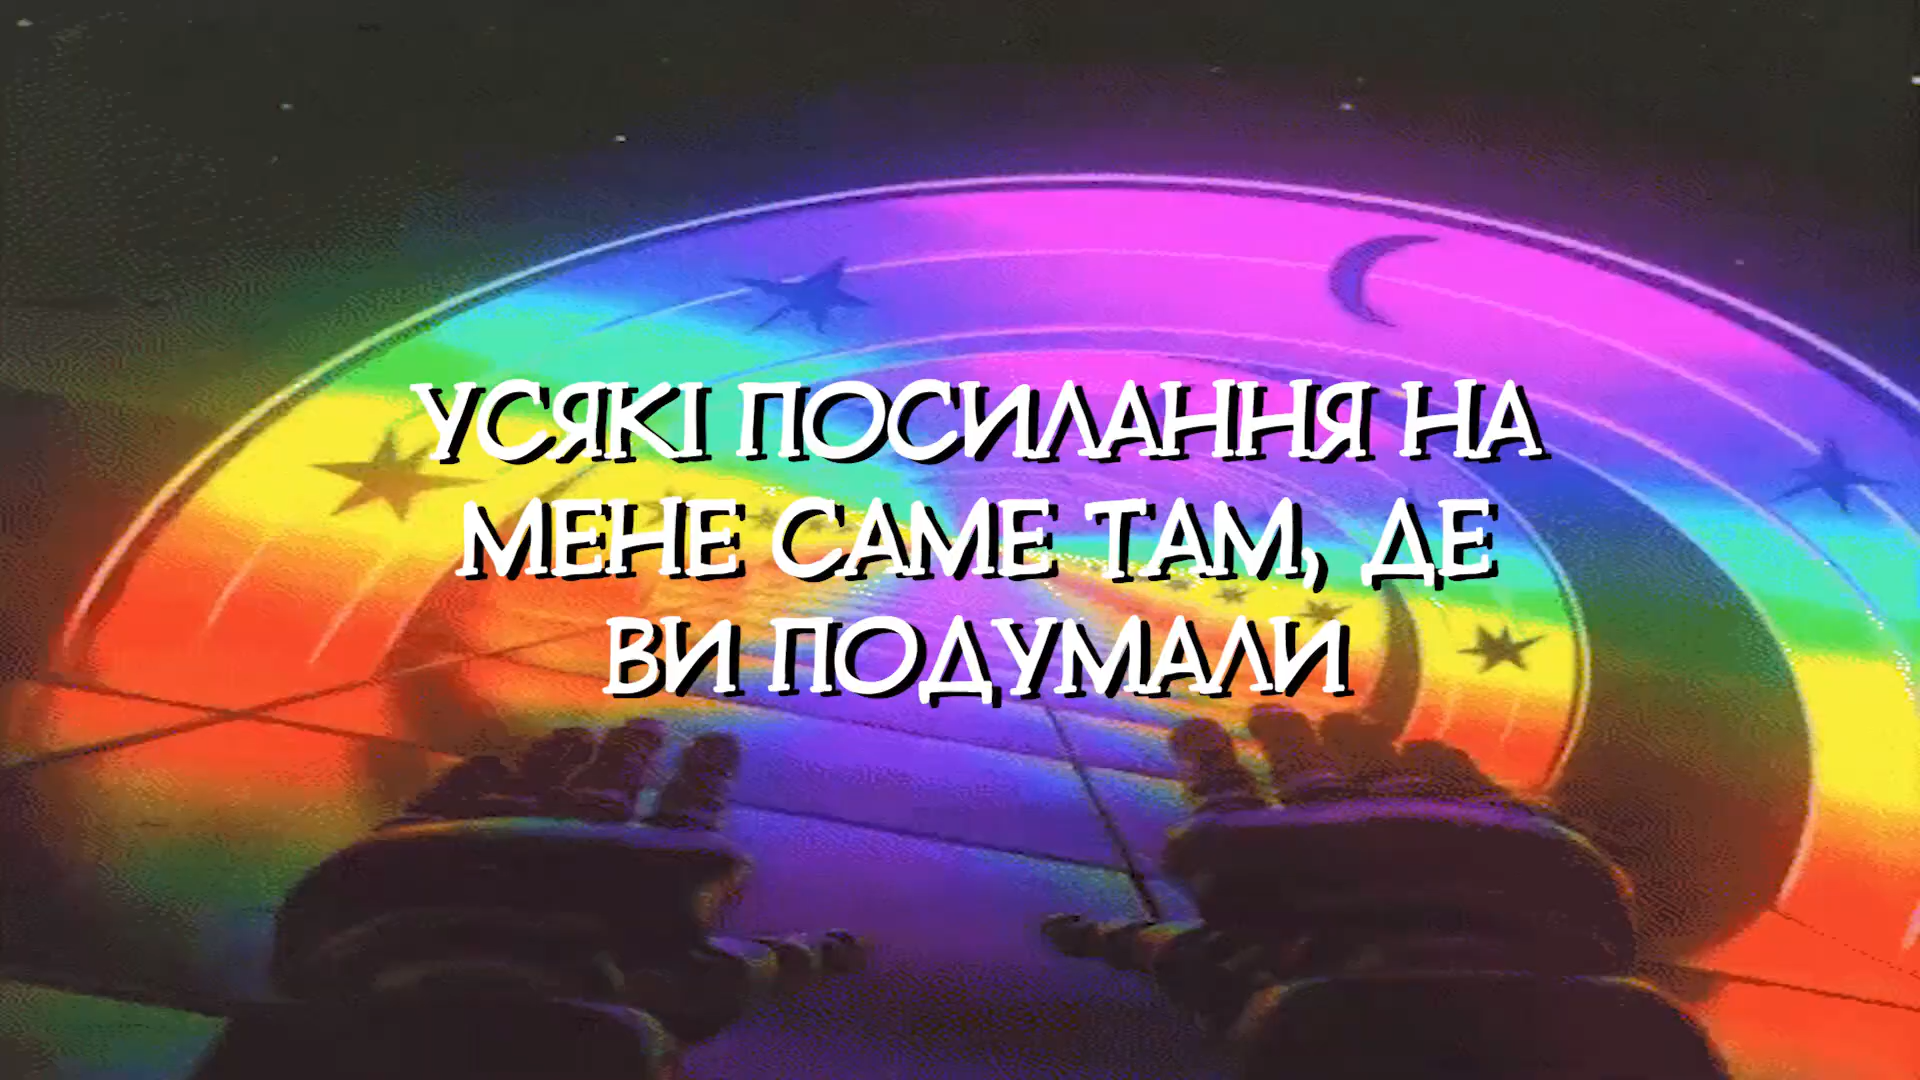 УСЯКІ ПОСИЛАННЯ НА
МЕНЕ САМЕ ТАМ, ДЕ
ВИ ПОДУМАЛИ